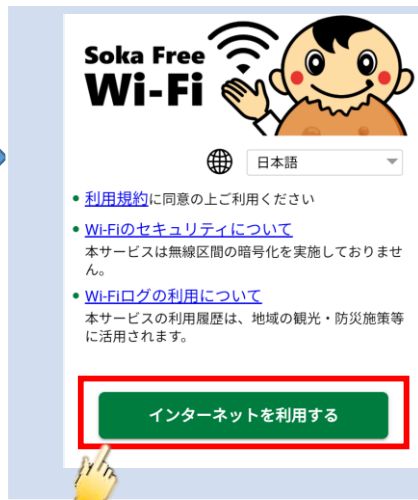 Soka Free
Wi-Fi
日本語
利用規約に同意の上ご利用ください
Wi-Fiのセキュリティについて
本サービスは無線区間の暗号化を実施しておりませ
ん。
Wi-Fiログの利用について
本サービスの利用履歴は、地域の観光・防災施策等
に活用されます。
インターネットを利用する